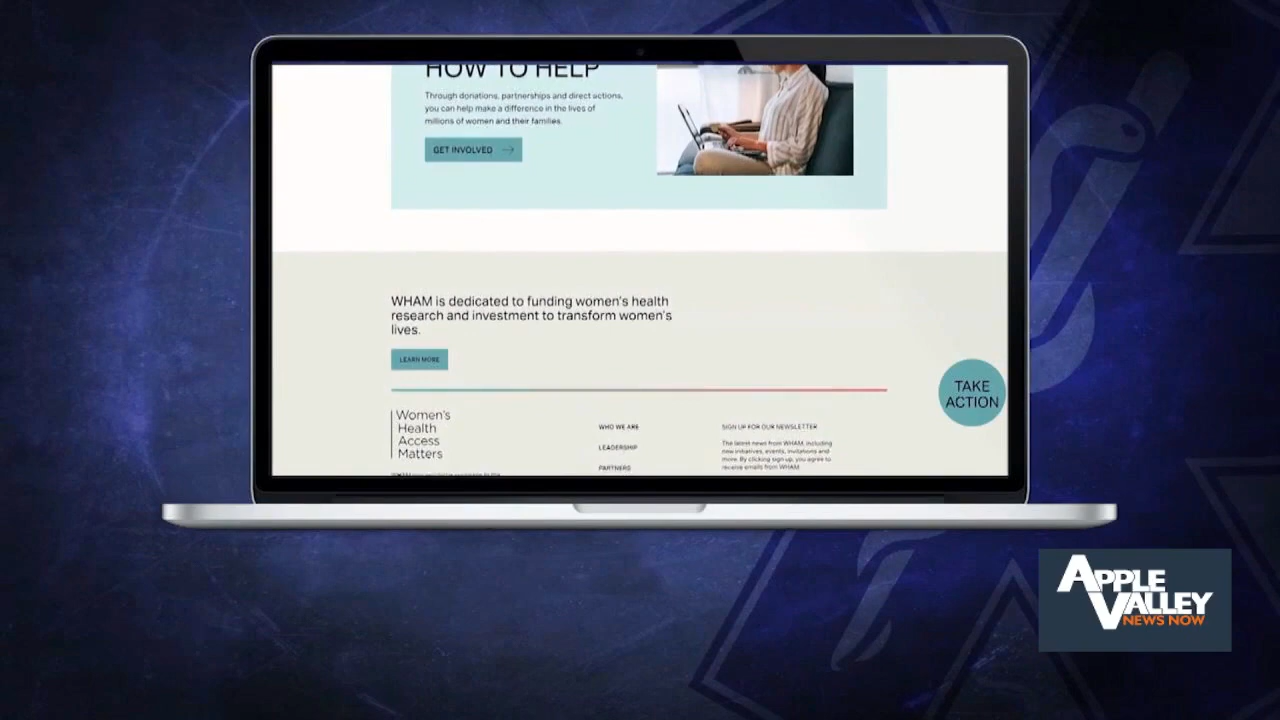 HOW TO HELP
Through donations, partnerships and direct actions,
you can help make a difference in the lives of
millions of women and their families.
GET INVOLVED →
WHAM is dedicated to funding women's health
research and investment to transform women's
lives.
LEARN MORE
TAKE
ACTION
Women's
Health
Access
Matters
WHO WE ARE
LEADERSHIP
PARTNERS
SIGN UP FOR OUR NEWSLETTER
The latest news from WHAM, including
new initiatives, events, invitations and
more. By clicking sign up, you agree to
receive emails from WHAM
APPLE
VALLEY
NEWS NOW